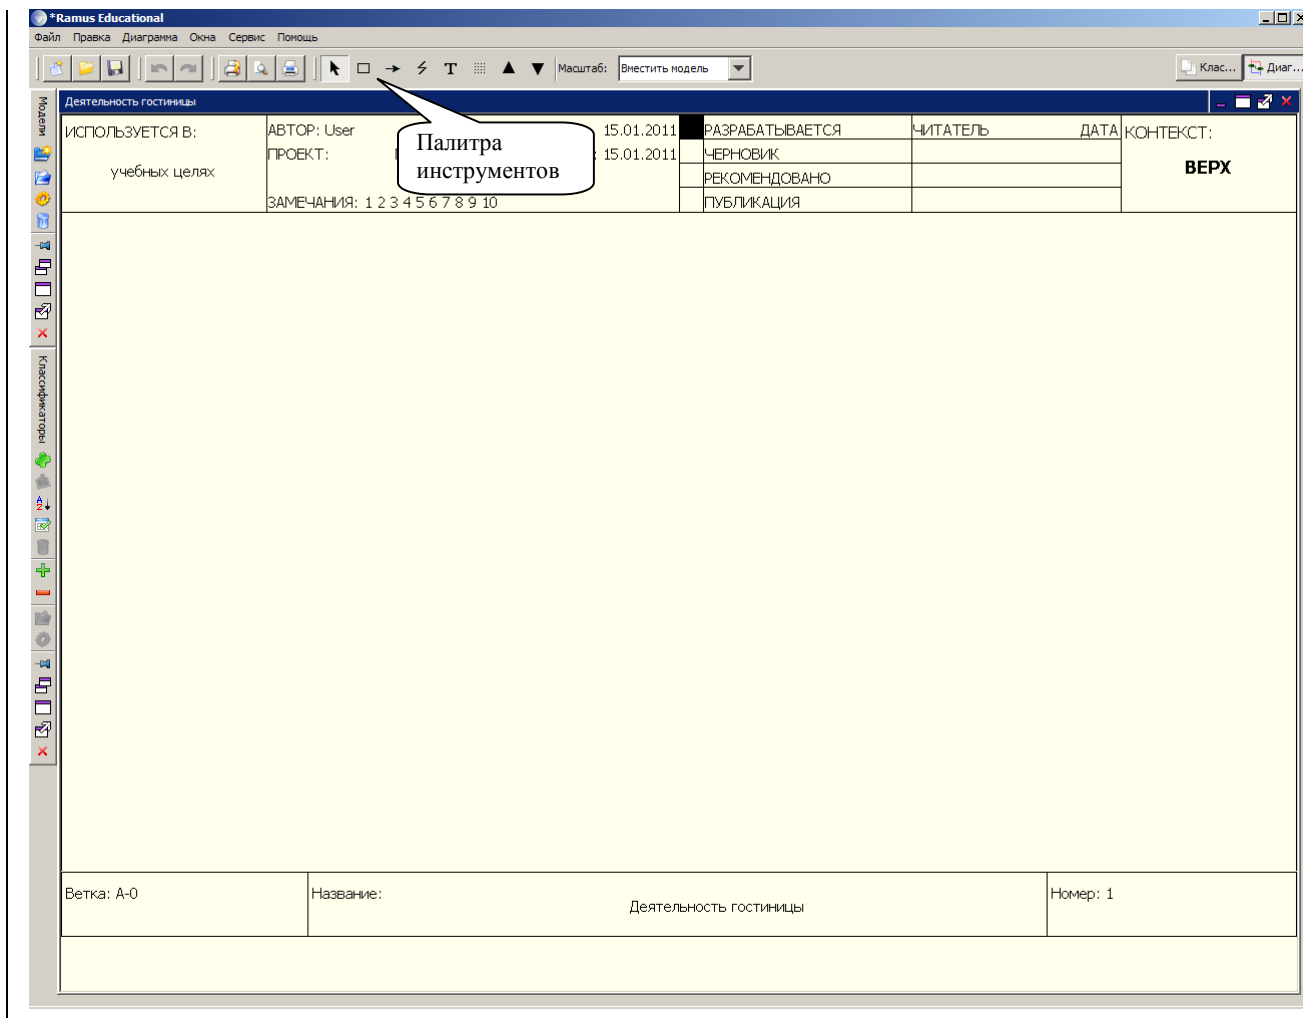 *Ramus Educational
Файл Правка Диаграмма Окна Сервис Помощь
T Масштаб: Вместить модель Клас... Диаг...
Модели
Деятельность гостиницы
ИСПОЛЬЗУЕТСЯ В: АВТОР: User 15.01.2011 РАЗРАБАТЫВАЕТСЯ ЧИТАТЕЛЬ ДАТА КОНТЕКСТ:
Палитра
инструментов
ПРОЕКТ: : 15.01.2011 ЧЕРНОВИК
учебных целях РЕКОМЕНДОВАНО ВЕРХ
ЗАМЕЧАНИЯ: 1 2 3 4 5 6 7 8 9 10 ПУБЛИКАЦИЯ
Классификаторы
Ветка: A-0 Название: Номер: 1
Деятельность гостиницы